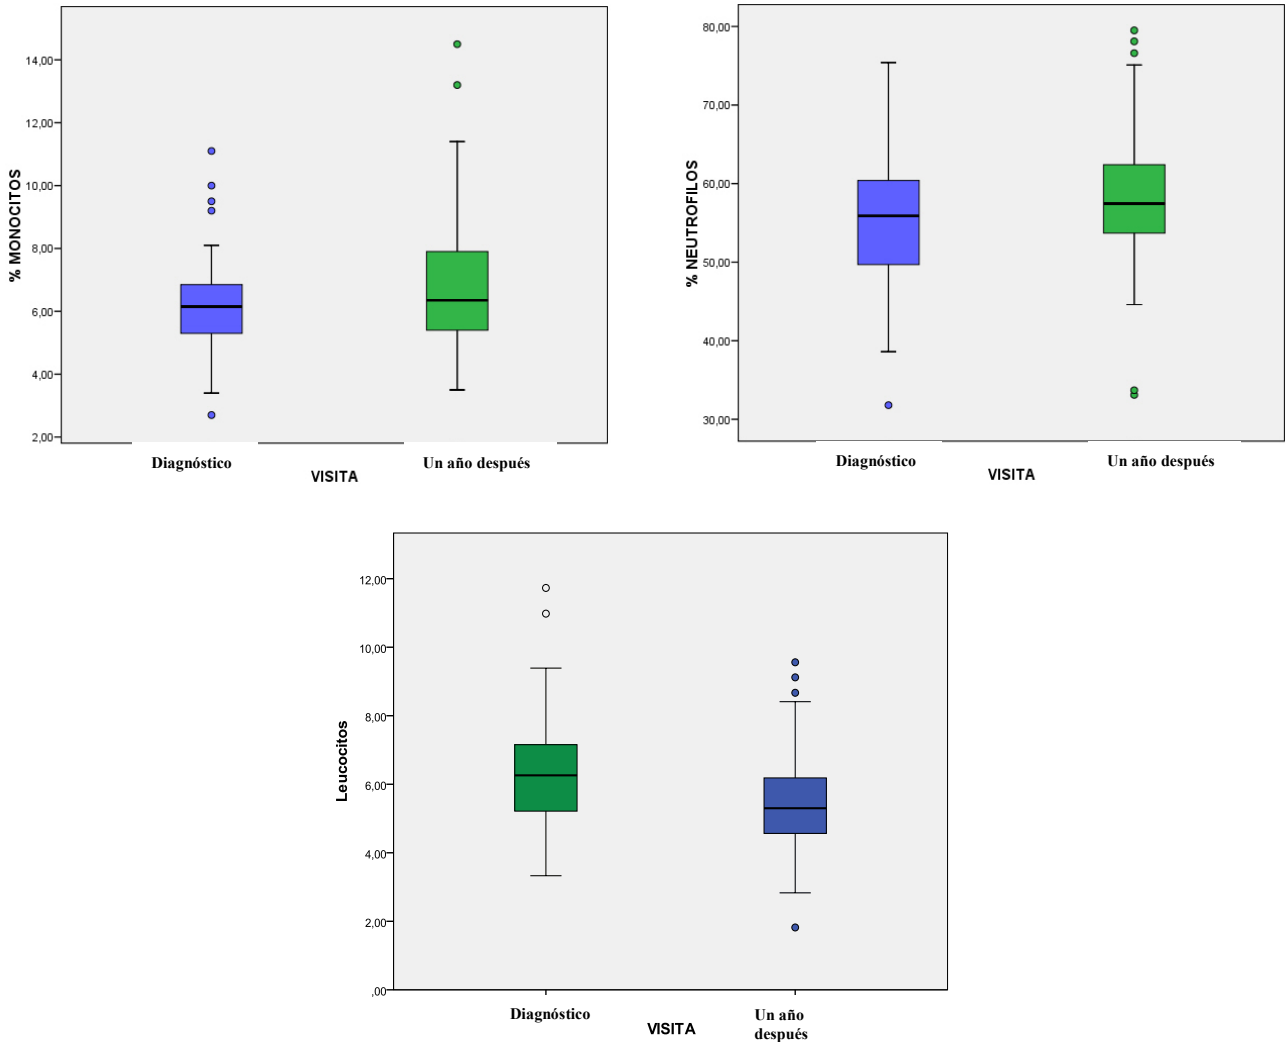 % MONOCITOS
14,00
12,00
10,00
8,00
6,00
4,00
2,00
Diagnóstico
Un año después
VISITA
% NEUTROFILOS
80,00
70,00
60,00
50,00
40,00
30,00
Diagnóstico
Un año después
VISITA
Leucocitos
12,00
10,00
8,00
6,00
4,00
2,00
,00
Diagnóstico
Un año
después
VISITA